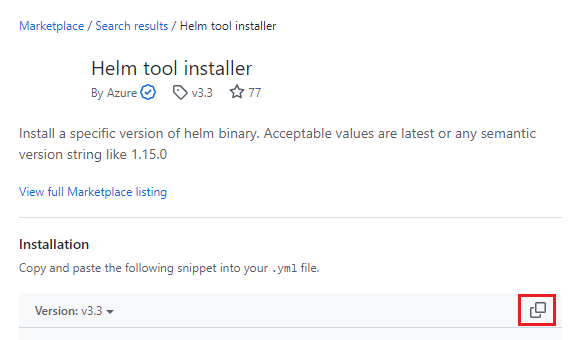 Marketplace / Search results / Helm tool installer
Helm tool installer
By Azure v3.3 77
Install a specific version of helm binary. Acceptable values are latest or any semantic
version string like 1.15.0
View full Marketplace listing
Installation
Copy and paste the following snippet into your .yml file.
Version: v3.3